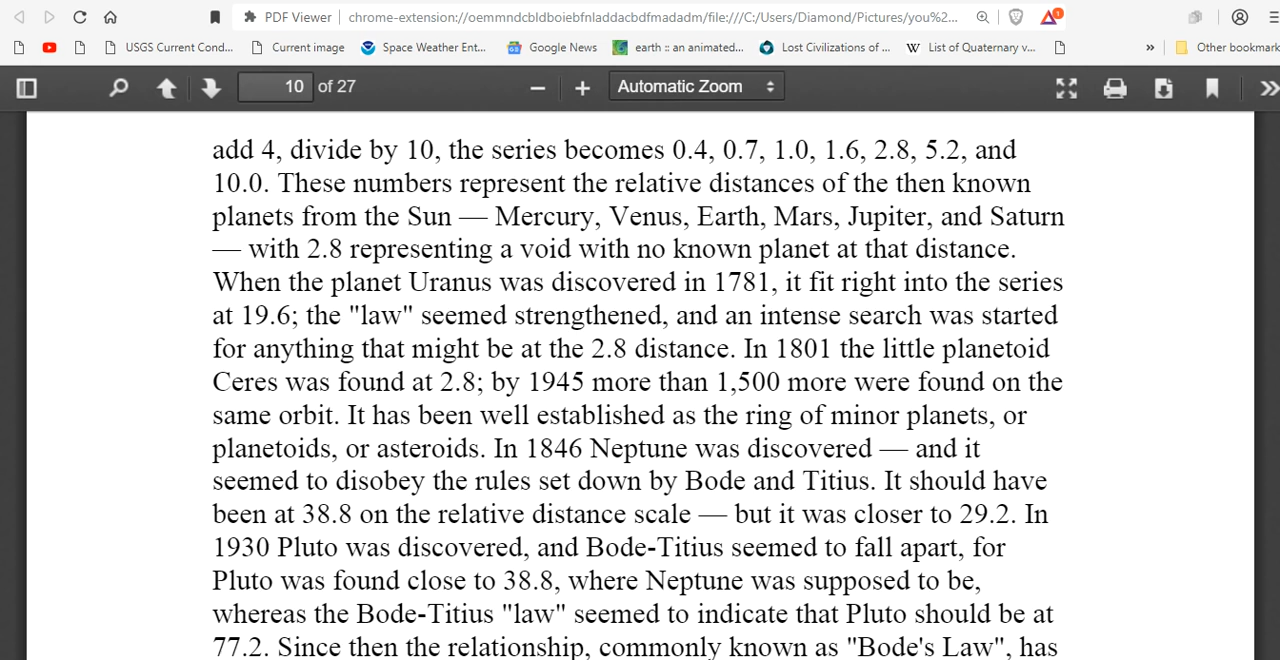 PDF Viewer chrome-extension://oemmndcbldboiebfnladdacbdfmadadm/file:///C:/Users/Diamond/Pictures/you%2... 1
USGS Current Cond... Current image Space Weather Ent... Google News earth :: an animated... Lost Civilizations of ... W List of Quaternary v... » Other bookmark
10 of 27 Automatic Zoom
add 4, divide by 10, the series becomes 0.4, 0.7, 1.0, 1.6, 2.8, 5.2, and
10.0. These numbers represent the relative distances of the then known
planets from the Sun — Mercury, Venus, Earth, Mars, Jupiter, and Saturn
— with 2.8 representing a void with no known planet at that distance.
When the planet Uranus was discovered in 1781, it fit right into the series
at 19.6; the "law" seemed strengthened, and an intense search was started
for anything that might be at the 2.8 distance. In 1801 the little planetoid
Ceres was found at 2.8; by 1945 more than 1,500 more were found on the
same orbit. It has been well established as the ring of minor planets, or
planetoids, or asteroids. In 1846 Neptune was discovered — and it
seemed to disobey the rules set down by Bode and Titius. It should have
been at 38.8 on the relative distance scale — but it was closer to 29.2. In
1930 Pluto was discovered, and Bode-Titius seemed to fall apart, for
Pluto was found close to 38.8, where Neptune was supposed to be,
whereas the Bode-Titius "law" seemed to indicate that Pluto should be at
77.2. Since then the relationship, commonly known as "Bode's Law", has